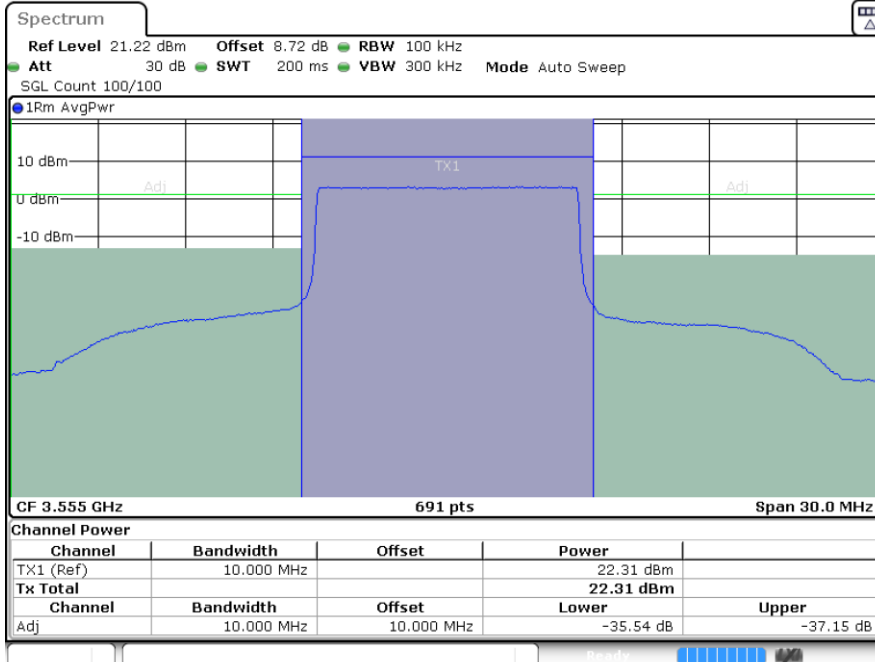 Spectrum
Ref Level 21.22 dBm Offset 8.72 dB RBW 100 kHz
Att 30 dB SWT 200 ms VBW 300 kHz Mode Auto Sweep
SGL Count 100/100
1Rm AvgPwr
10 dBm
TX1
Adj Adj
0 dBm
-10 dBm
CF 3.555 GHz 691 pts Span 30.0 MHz
Channel Power
Channel Bandwidth Offset Power
TX1 (Ref) 10.000 MHz 22.31 dBm
Tx Total 22.31 dBm
Channel Bandwidth Offset Lower Upper
Adj 10.000 MHz 10.000 MHz -35.54 dB -37.15 dB
Ready